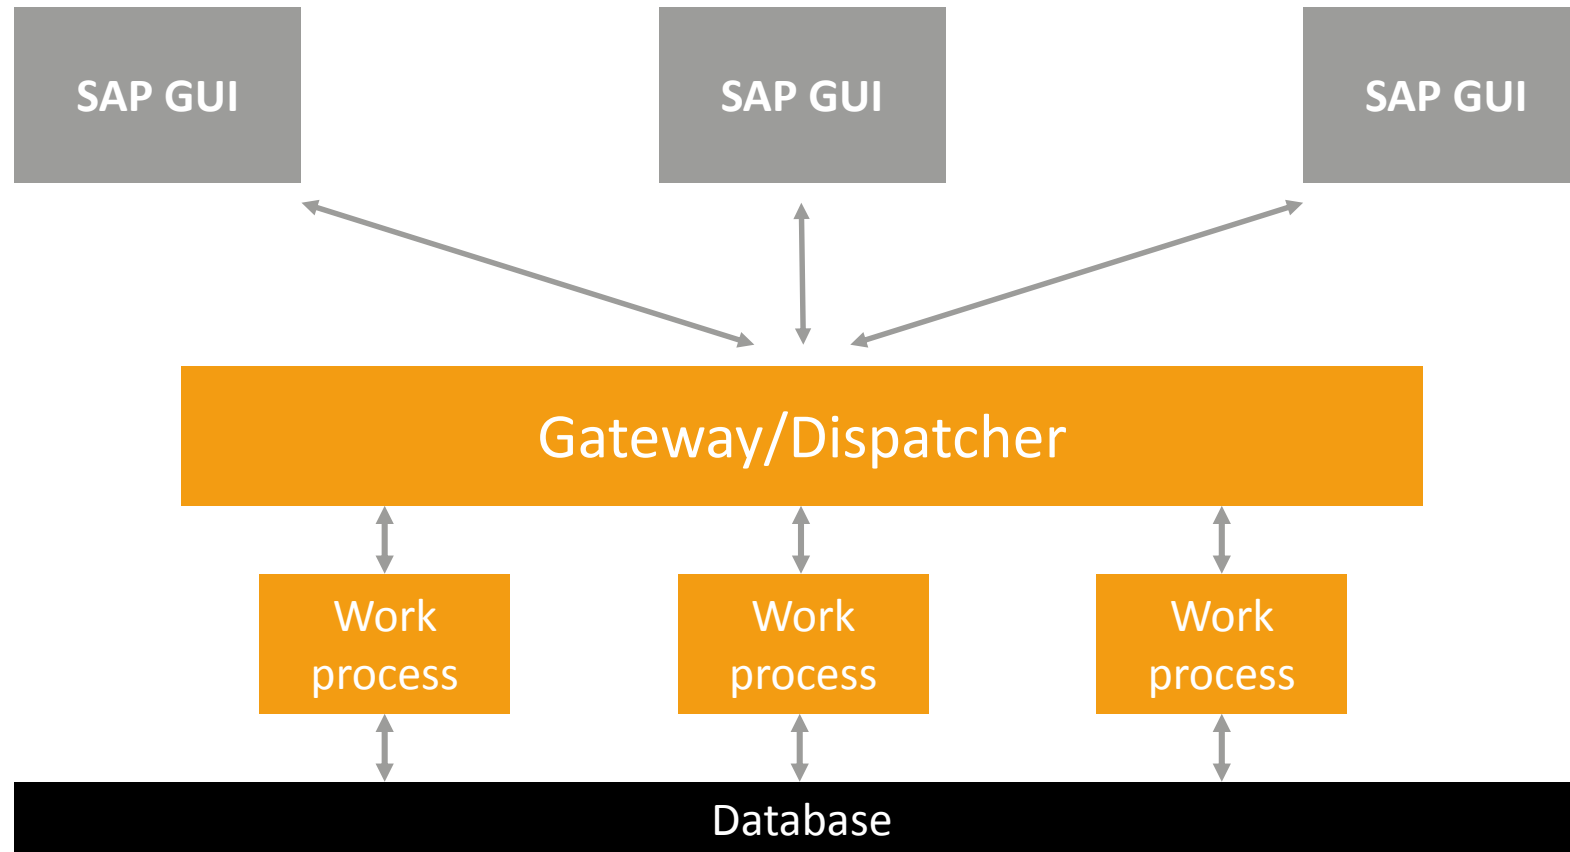 SAP GUI
SAP GUI
SAP GUI
Gateway/Dispatcher
Work
process
Work
process
Work
process
Database